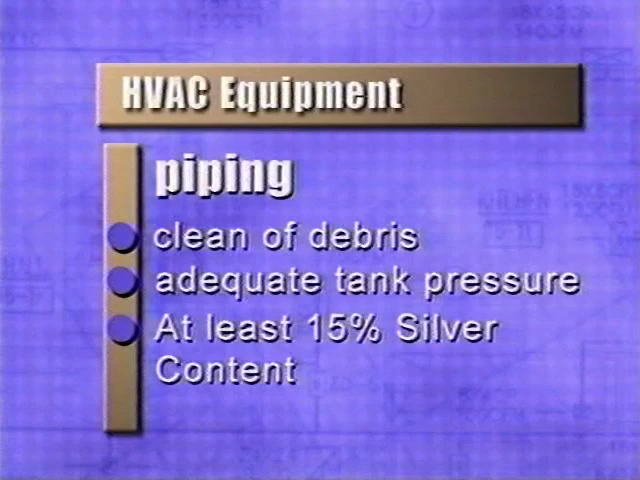 HVAC Equipment
piping
clean of debris
adequate tank pressure
At least 15% Silver
Content